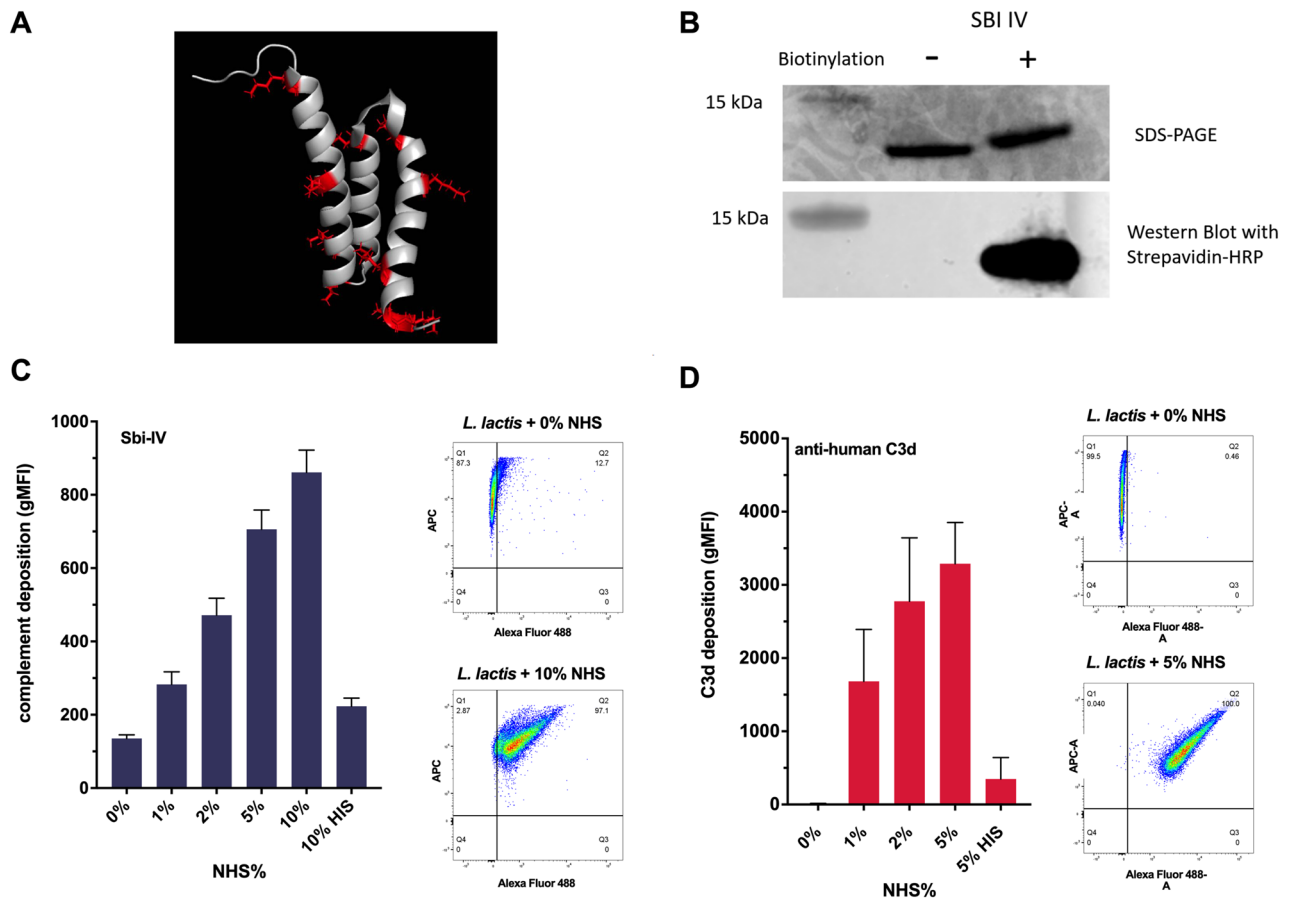 A
B
SBI IV
Biotinylation - +
15 kDa
SDS-PAGE
15 kDa
Western Blot with
Strepavidin-HRP
C
Sbi-IV
complement deposition (gMFI)
1000
800
600
400
200
0
0% 1% 2% 5% 10% 10% HIS
NHS%
L. lactis + 0% NHS
Q1
87.3
Q2
12.7
APC
Q4
0
Q3
0
Alexa Fluor 488
L. lactis + 10% NHS
Q1
2.87
Q2
97.1
APC
Q4
0
Q3
0
Alexa Fluor 488
D
anti-human C3d
C3d deposition (gMFI)
5000
4000
3000
2000
1000
0
0% 1% 2% 5% 5% HIS
NHS%
L. lactis + 0% NHS
Q1
99.5
Q2
0.46
APC-
A
Q4
0
Q3
0
Alexa Fluor 488-
A
L. lactis + 5% NHS
Q1
0.040
Q2
100.0
APC-A
Q4
0
Q3
0
Alexa Fluor 488-
A